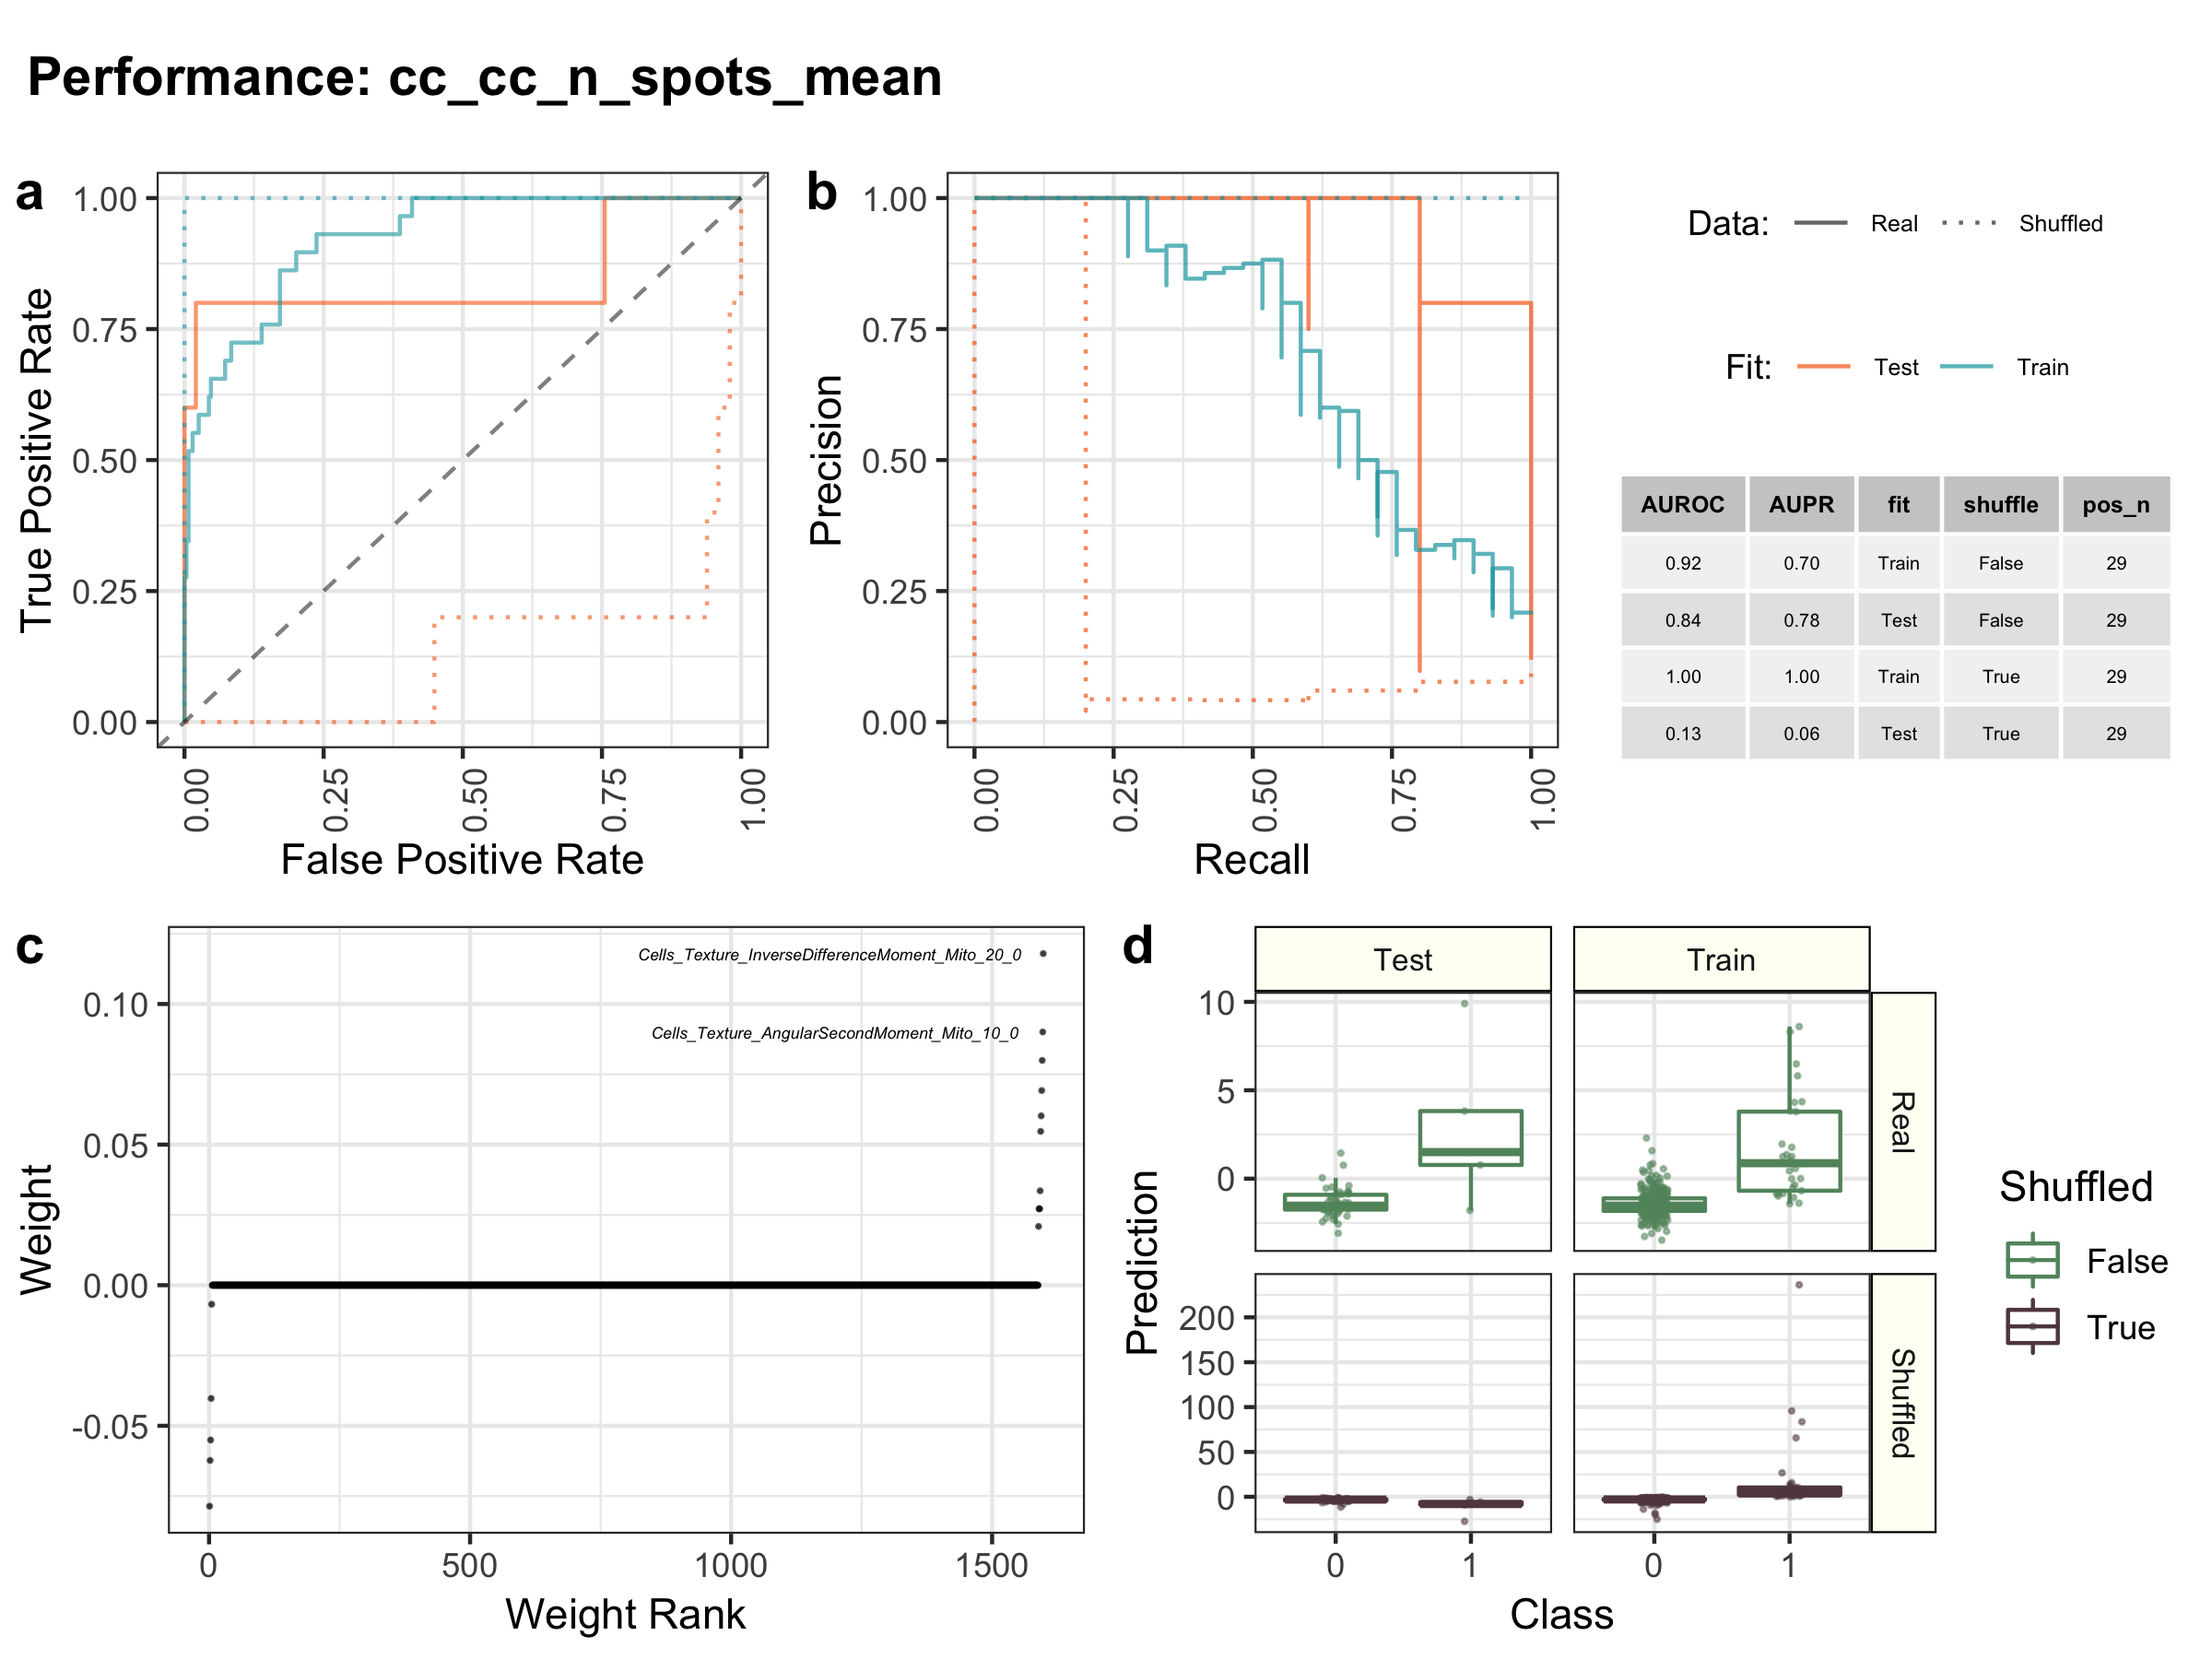 Performance: cc_cc_n_spots_mean
a
1.00
0.75
0.50
0.25
0.00
True Positive Rate
0.00
0.25
0.50
0.75
1.00
False Positive Rate
b
1.00
0.75
0.50
0.25
0.00
Precision
0.00
0.25
0.50
0.75
1.00
Recall
Data: Real Shuffled
Fit: Test Train
AUROC AUPR fit shuffle pos_n
0.92 0.70 Train False 29
0.84 0.78 Test False 29
1.00 1.00 Train True 29
0.13 0.06 Test True 29
c
Cells_Texture_InverseDifferenceMoment_Mito_20_0
Cells_Texture_AngularSecondMoment_Mito_10_0
0.10
0.05
0.00
-0.05
Weight
0
500
1000
1500
Weight Rank
d
Test
Train
10
5
0
Real
200
150
100
50
0
Shuffled
Prediction
0
1
0
1
Class
Shuffled
False
True